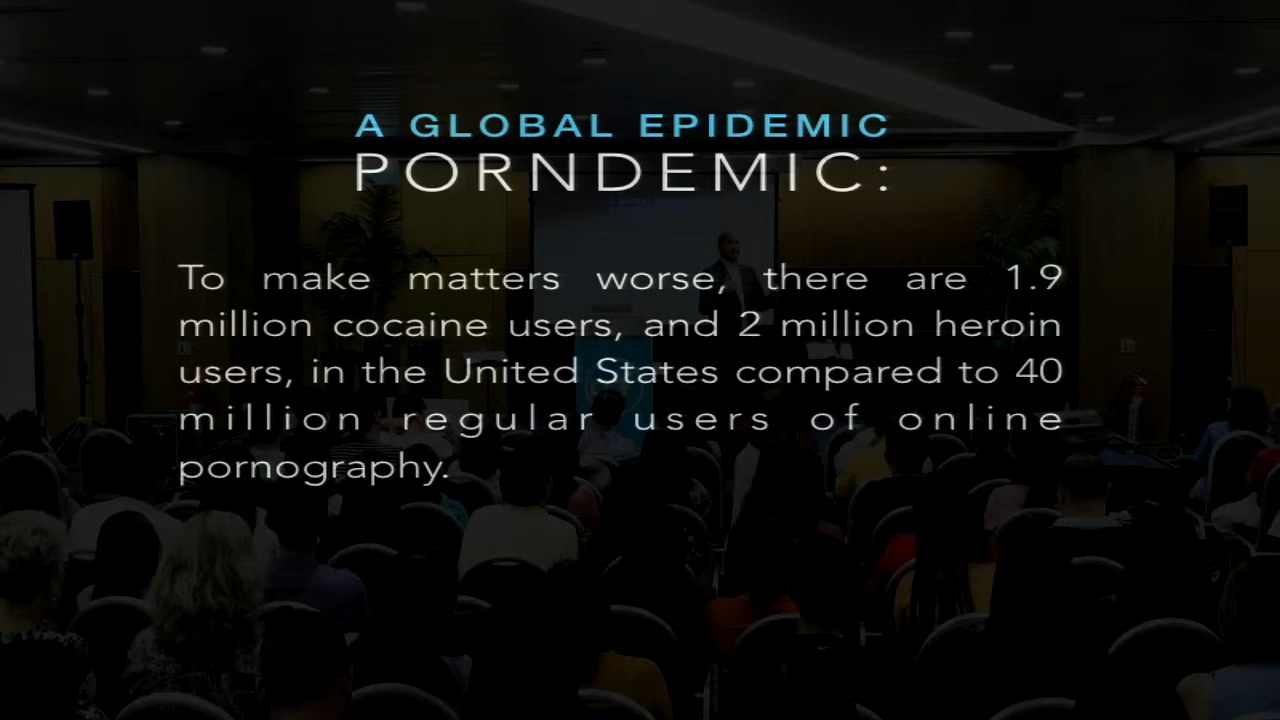 A GLOBAL EPIDEMIC
PORNDEMIC:
To make matters worse, there are 1.9
million cocaine users, and 2 million heroin
users, in the United States compared to 40
million regular users of online
pornography.